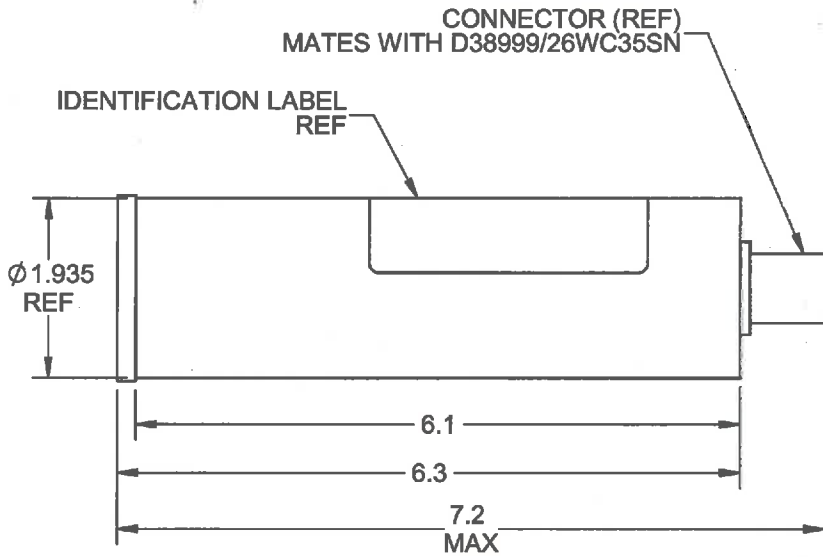 CONNECTOR (REF)
MATES WITH D38999/26WC35SN
IDENTIFICATION LABEL
REF
Ø1.935
REF
6.1
6.3
7.2
MAX